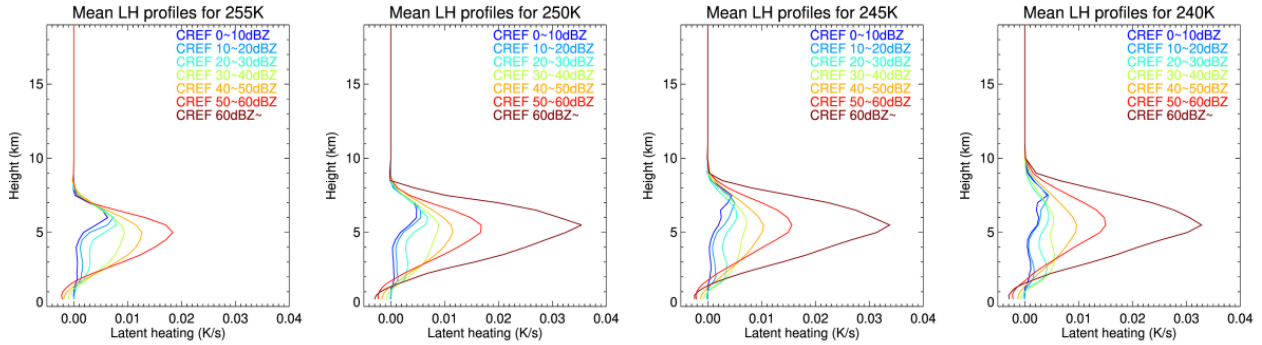 Mean LH profiles for 255K
CREF 0~10dBZ
CREF 10~20dBZ
CREF 20~30dBZ
CREF 30~40dBZ
CREF 40~50dBZ
CREF 50~60dBZ
CREF 60dBZ~
Height (km)
15
10
5
0
0.00 0.01 0.02 0.03 0.04
Latent heating (K/s)
Mean LH profiles for 250K
CREF 0~10dBZ
CREF 10~20dBZ
CREF 20~30dBZ
CREF 30~40dBZ
CREF 40~50dBZ
CREF 50~60dBZ
CREF 60dBZ~
Height (km)
15
10
5
0
0.00 0.01 0.02 0.03 0.04
Latent heating (K/s)
Mean LH profiles for 245K
CREF 0~10dBZ
CREF 10~20dBZ
CREF 20~30dBZ
CREF 30~40dBZ
CREF 40~50dBZ
CREF 50~60dBZ
CREF 60dBZ~
Height (km)
15
10
5
0
0.00 0.01 0.02 0.03 0.04
Latent heating (K/s)
Mean LH profiles for 240K
CREF 0~10dBZ
CREF 10~20dBZ
CREF 20~30dBZ
CREF 30~40dBZ
CREF 40~50dBZ
CREF 50~60dBZ
CREF 60dBZ~
Height (km)
15
10
5
0
0.00 0.01 0.02 0.03 0.04
Latent heating (K/s)